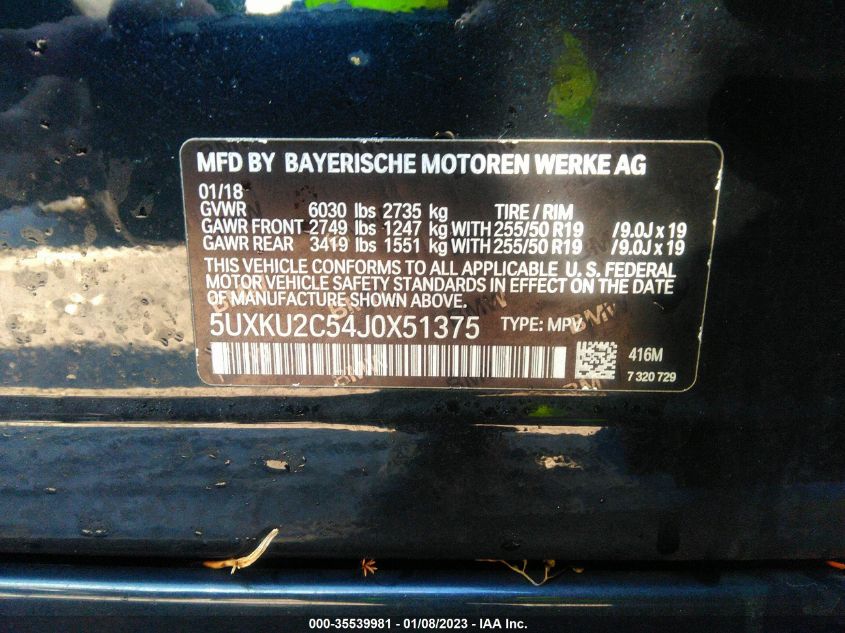 MFD BY BAYERISCHE MOTOREN WERKE AG
01/18
GVWR 6030 lbs 2735 kg TIRE / RIM
GAWR FRONT 2749 lbs 1247 kg WITH 255/50 R19 /9.0J x 19
GAWR REAR 3419 lbs 1551 kg WITH 255/50 R19 /9.0J x 19
THIS VEHICLE CONFORMS TO ALL APPLICABLE U. S. FEDERAL
MOTOR VEHICLE SAFETY STANDARDS IN EFFECT ON THE DATE
OF MANUFACTURE SHOWN ABOVE.
5UXKU2C54J0X51375 TYPE: MPV
416M
7 320 729
BMW
BMW
000-35539981 / 01/08/2023 - IAA Inc.